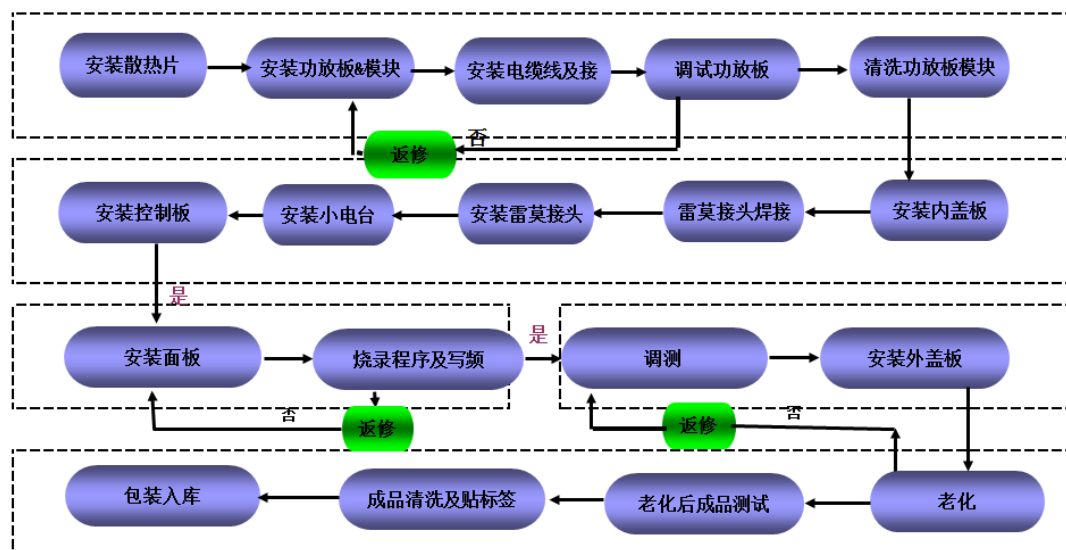 安装散热片
安装功放板&模块
安装电缆线及接
调试功放板
清洗功放板模块
否
返修
安装控制板
安装小电台
安装雷莫接头
雷莫接头焊接
安装内盖板
是
安装面板
烧录程序及写频
是
调测
安装外盖板
否
返修
返修
否
包装入库
成品清洗及贴标签
老化后成品测试
老化